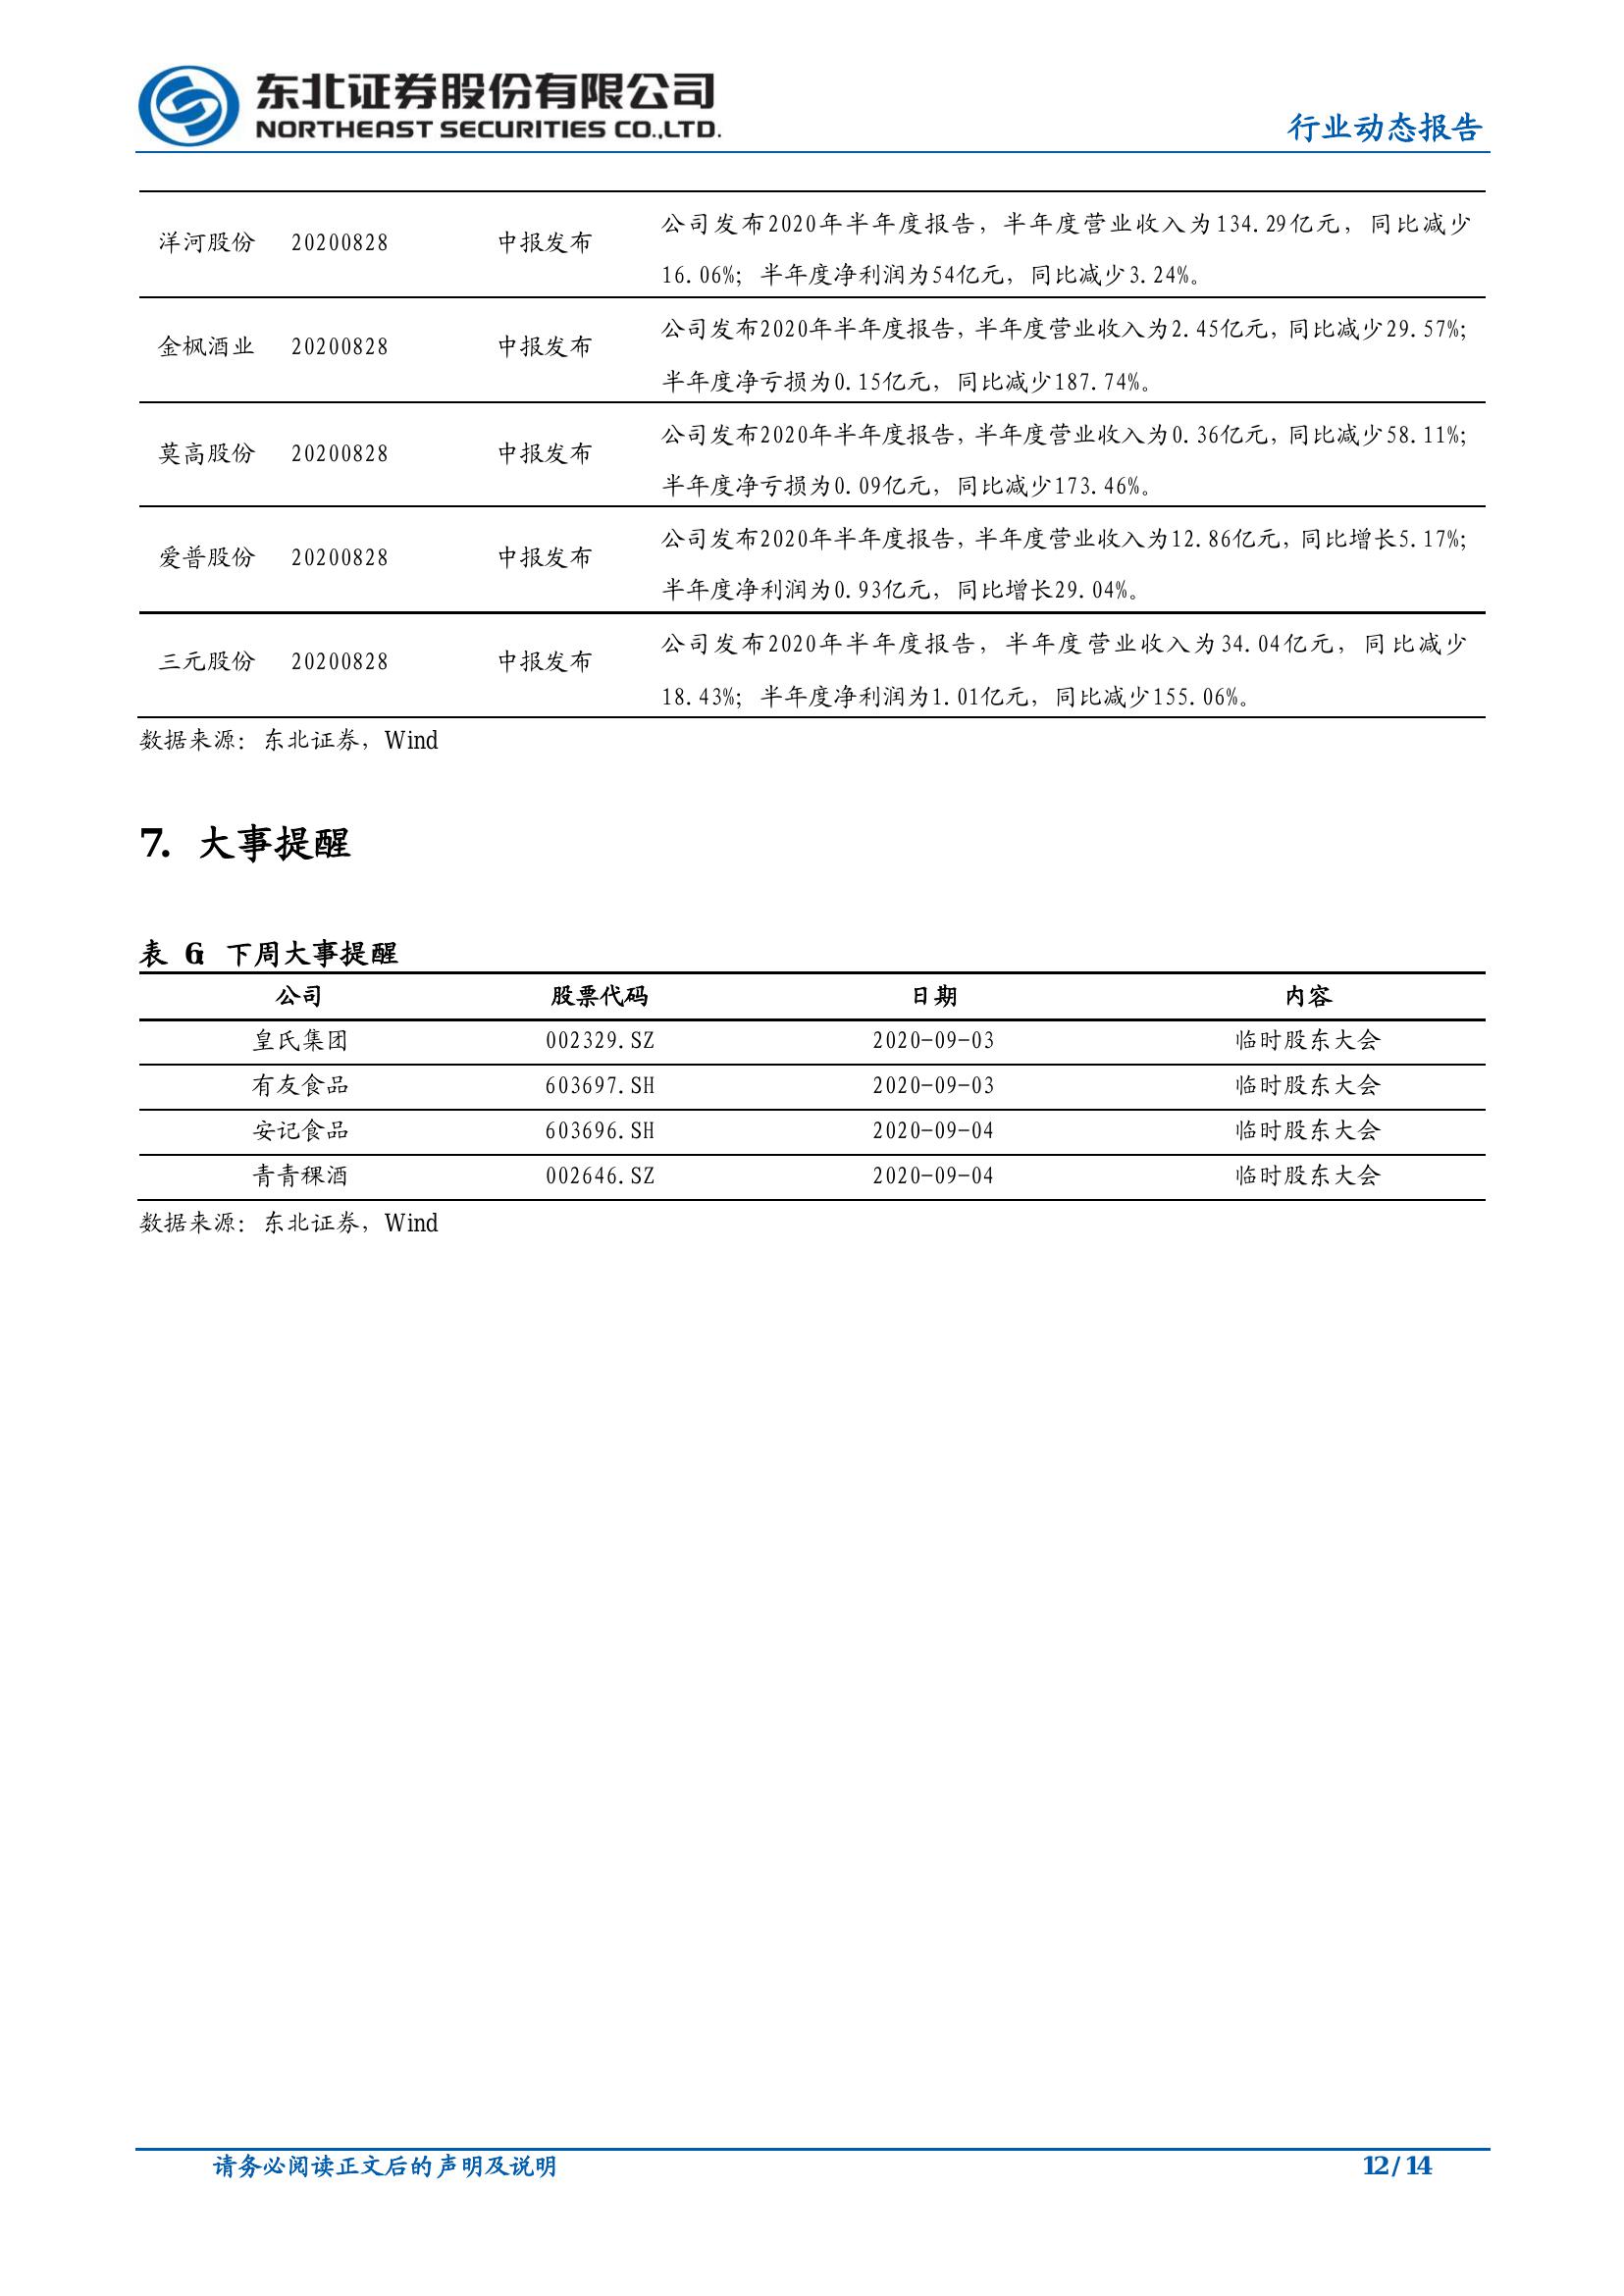 东北证券股份有限公司
NORTHEAST SECURITIES CO.,LTD.
行业动态报告
洋河股份 20200828 中报发布 公司发布2020年半年度报告，半年度营业收入为134.29亿元，同比减少
16.06%；半年度净利润为54亿元，同比减少3.24%。
金枫酒业 20200828 中报发布 公司发布2020年半年度报告，半年度营业收入为2.45亿元，同比减少29.57%；
半年度净亏损为0.15亿元，同比减少187.74%。
莫高股份 20200828 中报发布 公司发布2020年半年度报告，半年度营业收入为0.36亿元，同比减少58.11%；
半年度净亏损为0.09亿元，同比减少173.46%。
爱普股份 20200828 中报发布 公司发布2020年半年度报告，半年度营业收入为12.86亿元，同比增长5.17%；
半年度净利润为0.93亿元，同比增长29.04%。
三元股份 20200828 中报发布 公司发布2020年半年度报告，半年度营业收入为34.04亿元，同比减少
18.43%；半年度净利润为1.01亿元，同比减少155.06%。
数据来源：东北证券，Wind
7. 大事提醒
表 6：下周大事提醒
公司 股票代码 日期 内容
皇氏集团 002329.SZ 2020-09-03 临时股东大会
有友食品 603697.SH 2020-09-03 临时股东大会
安记食品 603696.SH 2020-09-04 临时股东大会
青青稞酒 002646.SZ 2020-09-04 临时股东大会
数据来源：东北证券，Wind
请务必阅读正文后的声明及说明 12 / 14